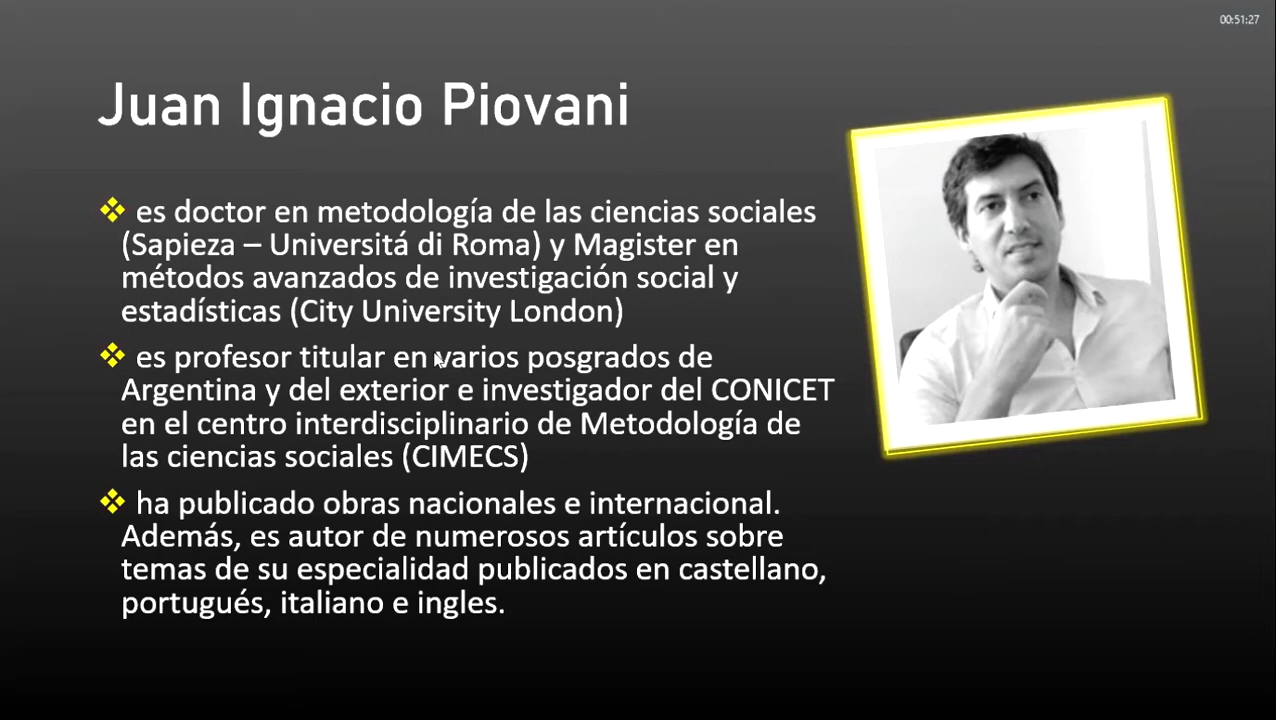 00:51:27
Juan Ignacio Piovani
es doctor en metodología de las ciencias sociales
(Sapieza – Universitá di Roma) y Magister en
métodos avanzados de investigación social y
estadísticas (City University London)
es profesor titular en varios posgrados de
Argentina y del exterior e investigador del CONICET
en el centro interdisciplinario de Metodología de
las ciencias sociales (CIMECS)
ha publicado obras nacionales e internacional.
Además, es autor de numerosos artículos sobre
temas de su especialidad publicados en castellano,
portugués, italiano e ingles.